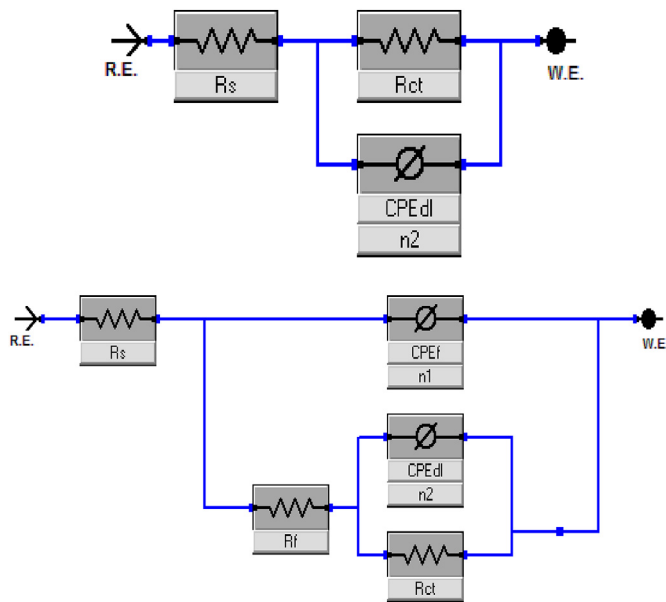 R.E.
Rs
Rct
W.E.
CPEdl
n2
R.E.
Rs
CPEf
n1
W.E
CPEdl
n2
Rf
Rct